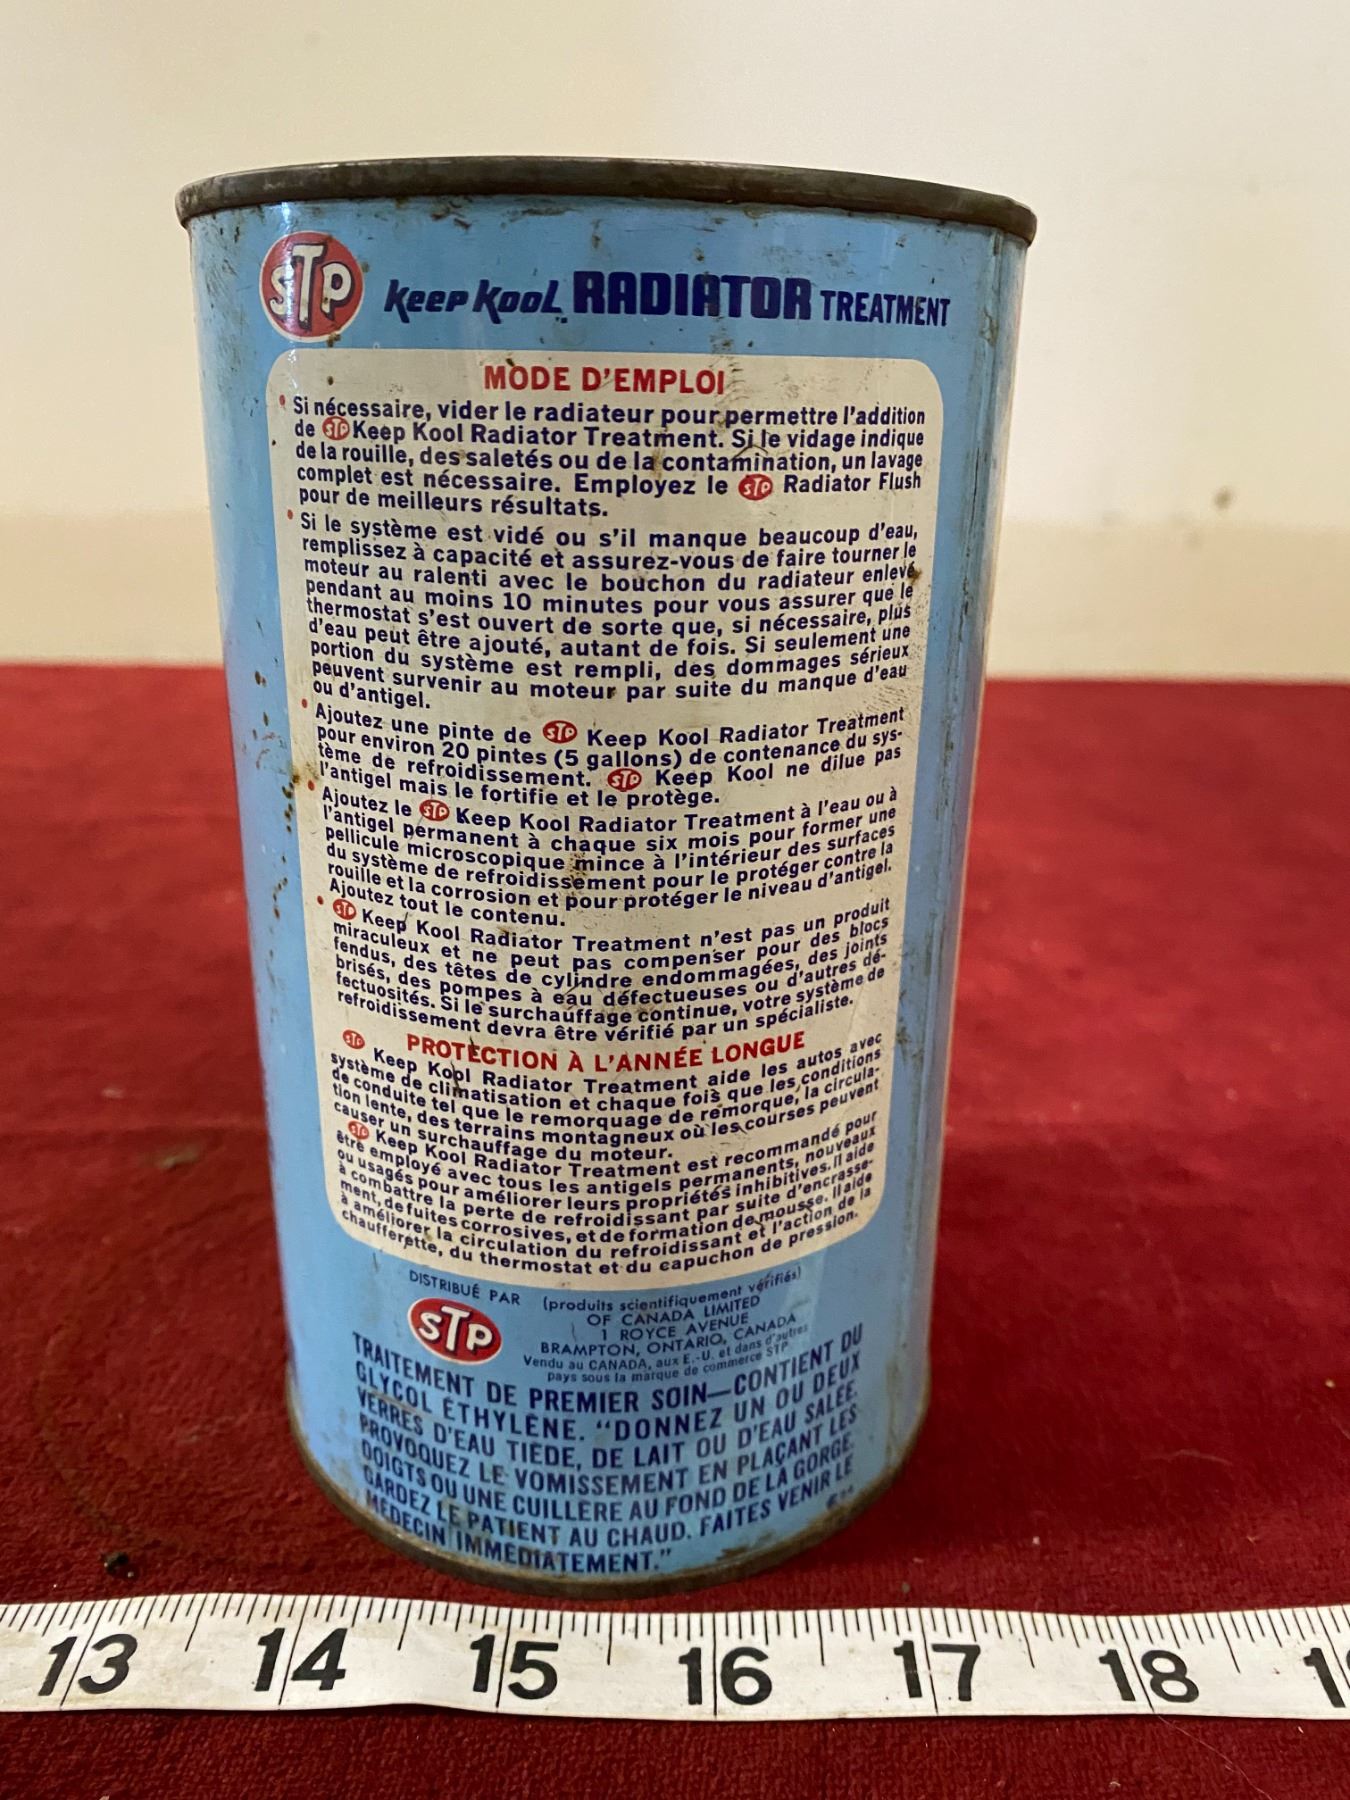 STP Keep Kool RADIATOR TREATMENT
MODE D'EMPLOI
• Si nécessaire, vider le radiateur pour permettre l'addition
de STP Keep Kool Radiator Treatment. Si le vidage indique
de la rouille, des saletés ou de la contamination, un lavage
complet est nécessaire. Employez le STP Radiator Flush
pour de meilleurs résultats.
• Si le système est vidé ou s'il manque beaucoup d'eau,
remplissez à capacité et assurez-vous de faire tourner le
moteur au ralenti avec le bouchon du radiateur enlevé
pendant au moins 10 minutes pour vous assurer que le
thermostat s'est ouvert de sorte que, si nécessaire, plus
d'eau peut être ajouté, autant de fois. Si seulement une
portion du système est rempli, des dommages sérieux
peuvent survenir au moteur par suite du manque d'eau
ou d'antigel.
• Ajoutez une pinte de STP Keep Kool Radiator Treatment
pour environ 20 pintes (5 gallons) de contenance du sys-
tème de refroidissement. STP Keep Kool ne dilue pas
l'antigel mais le fortifie et le protège.
• Ajoutez le STP Keep Kool Radiator Treatment à l'eau ou à
l'antigel permanent à chaque six mois pour former une
pellicule microscopique mince à l'intérieur des surfaces
du système de refroidissement pour le protéger contre la
rouille et la corrosion et pour protéger le niveau d'antigel.
Ajoutez tout le contenu.
• STP Keep Kool Radiator Treatment n'est pas un produit
miraculeux et ne peut pas compenser pour des blocs
fendus, des têtes de cylindre endommagées, des joints
brisés, des pompes à eau défectueuses ou d'autres dé-
fectuosités. Si le surchauffage continue, votre système de
refroidissement devra être vérifié par un spécialiste.
PROTECTION À L'ANNÉE LONGUE
STP Keep Kool Radiator Treatment aide les autos avec
système de climatisation et chaque fois que les conditions
de conduite tel que le remorquage de remorque, la circula-
tion lente, des terrains montagneux où les courses peuvent
causer un surchauffage du moteur.
STP Keep Kool Radiator Treatment est recommandé pour
être employé avec tous les antigels permanents, nouveaux
ou usagés pour améliorer leurs propriétés inhibitives. Il aide
à combattre la perte de refroidissant par suite d'encrasse-
ment, de fuites corrosives, et de formation de mousse. Il aide
à améliorer la circulation du refroidissant et l'action de la
chaufferette, du thermostat et du capuchon de pression.
DISTRIBUÉ PAR
STP
(produits scientifiquement vérifiés)
OF CANADA LIMITED
1 ROYCE AVENUE
BRAMPTON, ONTARIO, CANADA
Vendu au CANADA, aux E.-U. et dans d'autres
pays sous la marque de commerce STP.
TRAITEMENT DE PREMIER SOIN—CONTIENT DU
GLYCOL ÉTHYLÈNE. "DONNEZ UN OU DEUX
VERRES D'EAU TIÈDE, DE LAIT OU D'EAU SALÉE.
PROVOQUEZ LE VOMISSEMENT EN PLAÇANT LES
DOIGTS OU UNE CUILLÈRE AU FOND DE LA GORGE.
GARDEZ LE PATIENT AU CHAUD. FAITES VENIR LE
MÉDECIN IMMÉDIATEMENT."
13 14 15 16 17 18